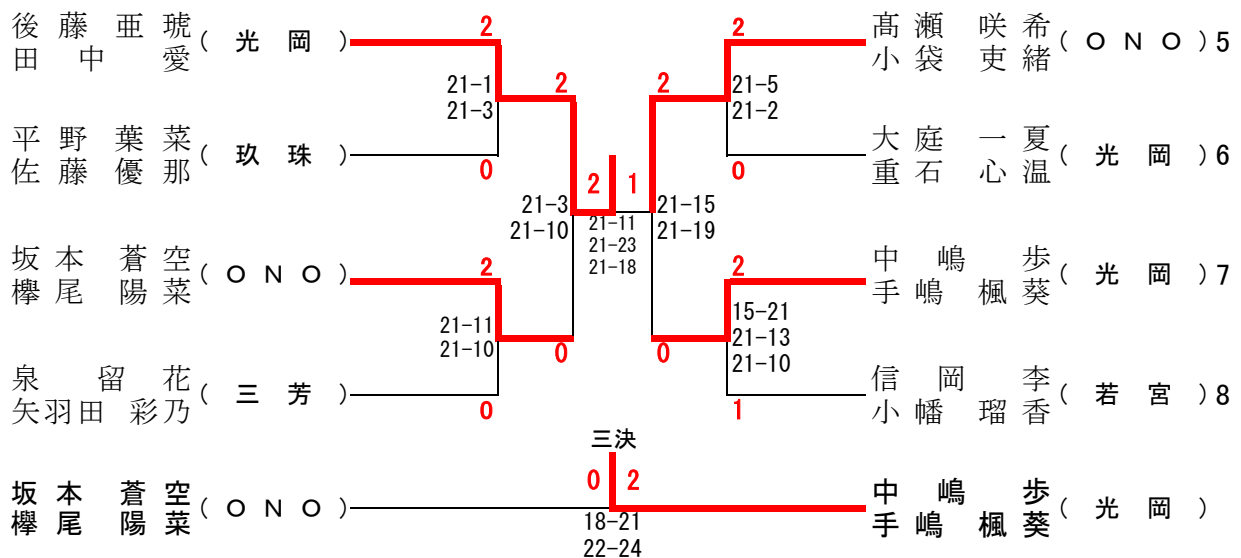 後藤亜琥 2 2 髙瀬咲希
(光岡) (ONO) 5
田中愛 小袋吏緒
21-1 2 2 21-5
21-3 21-2
平野葉菜 大庭一夏
(玖珠) (光岡) 6
佐藤優那 0 0 重石心温
2 1
21-3 21-11 21-15
21-10 21-23 21-19
21-18
坂本蒼空 2 2 中嶋歩
(ONO) (光岡) 7
欅尾陽菜 手嶋楓葵
21-11 15-21
21-10 0 0 21-13
21-10
泉留花 信岡李
(三芳) (若宮) 8
矢羽田彩乃 0 1 小幡瑠香
三決
坂本蒼空 0 2 中嶋歩
(ONO) (光岡)
欅尾陽菜 手嶋楓葵
18-21
22-24